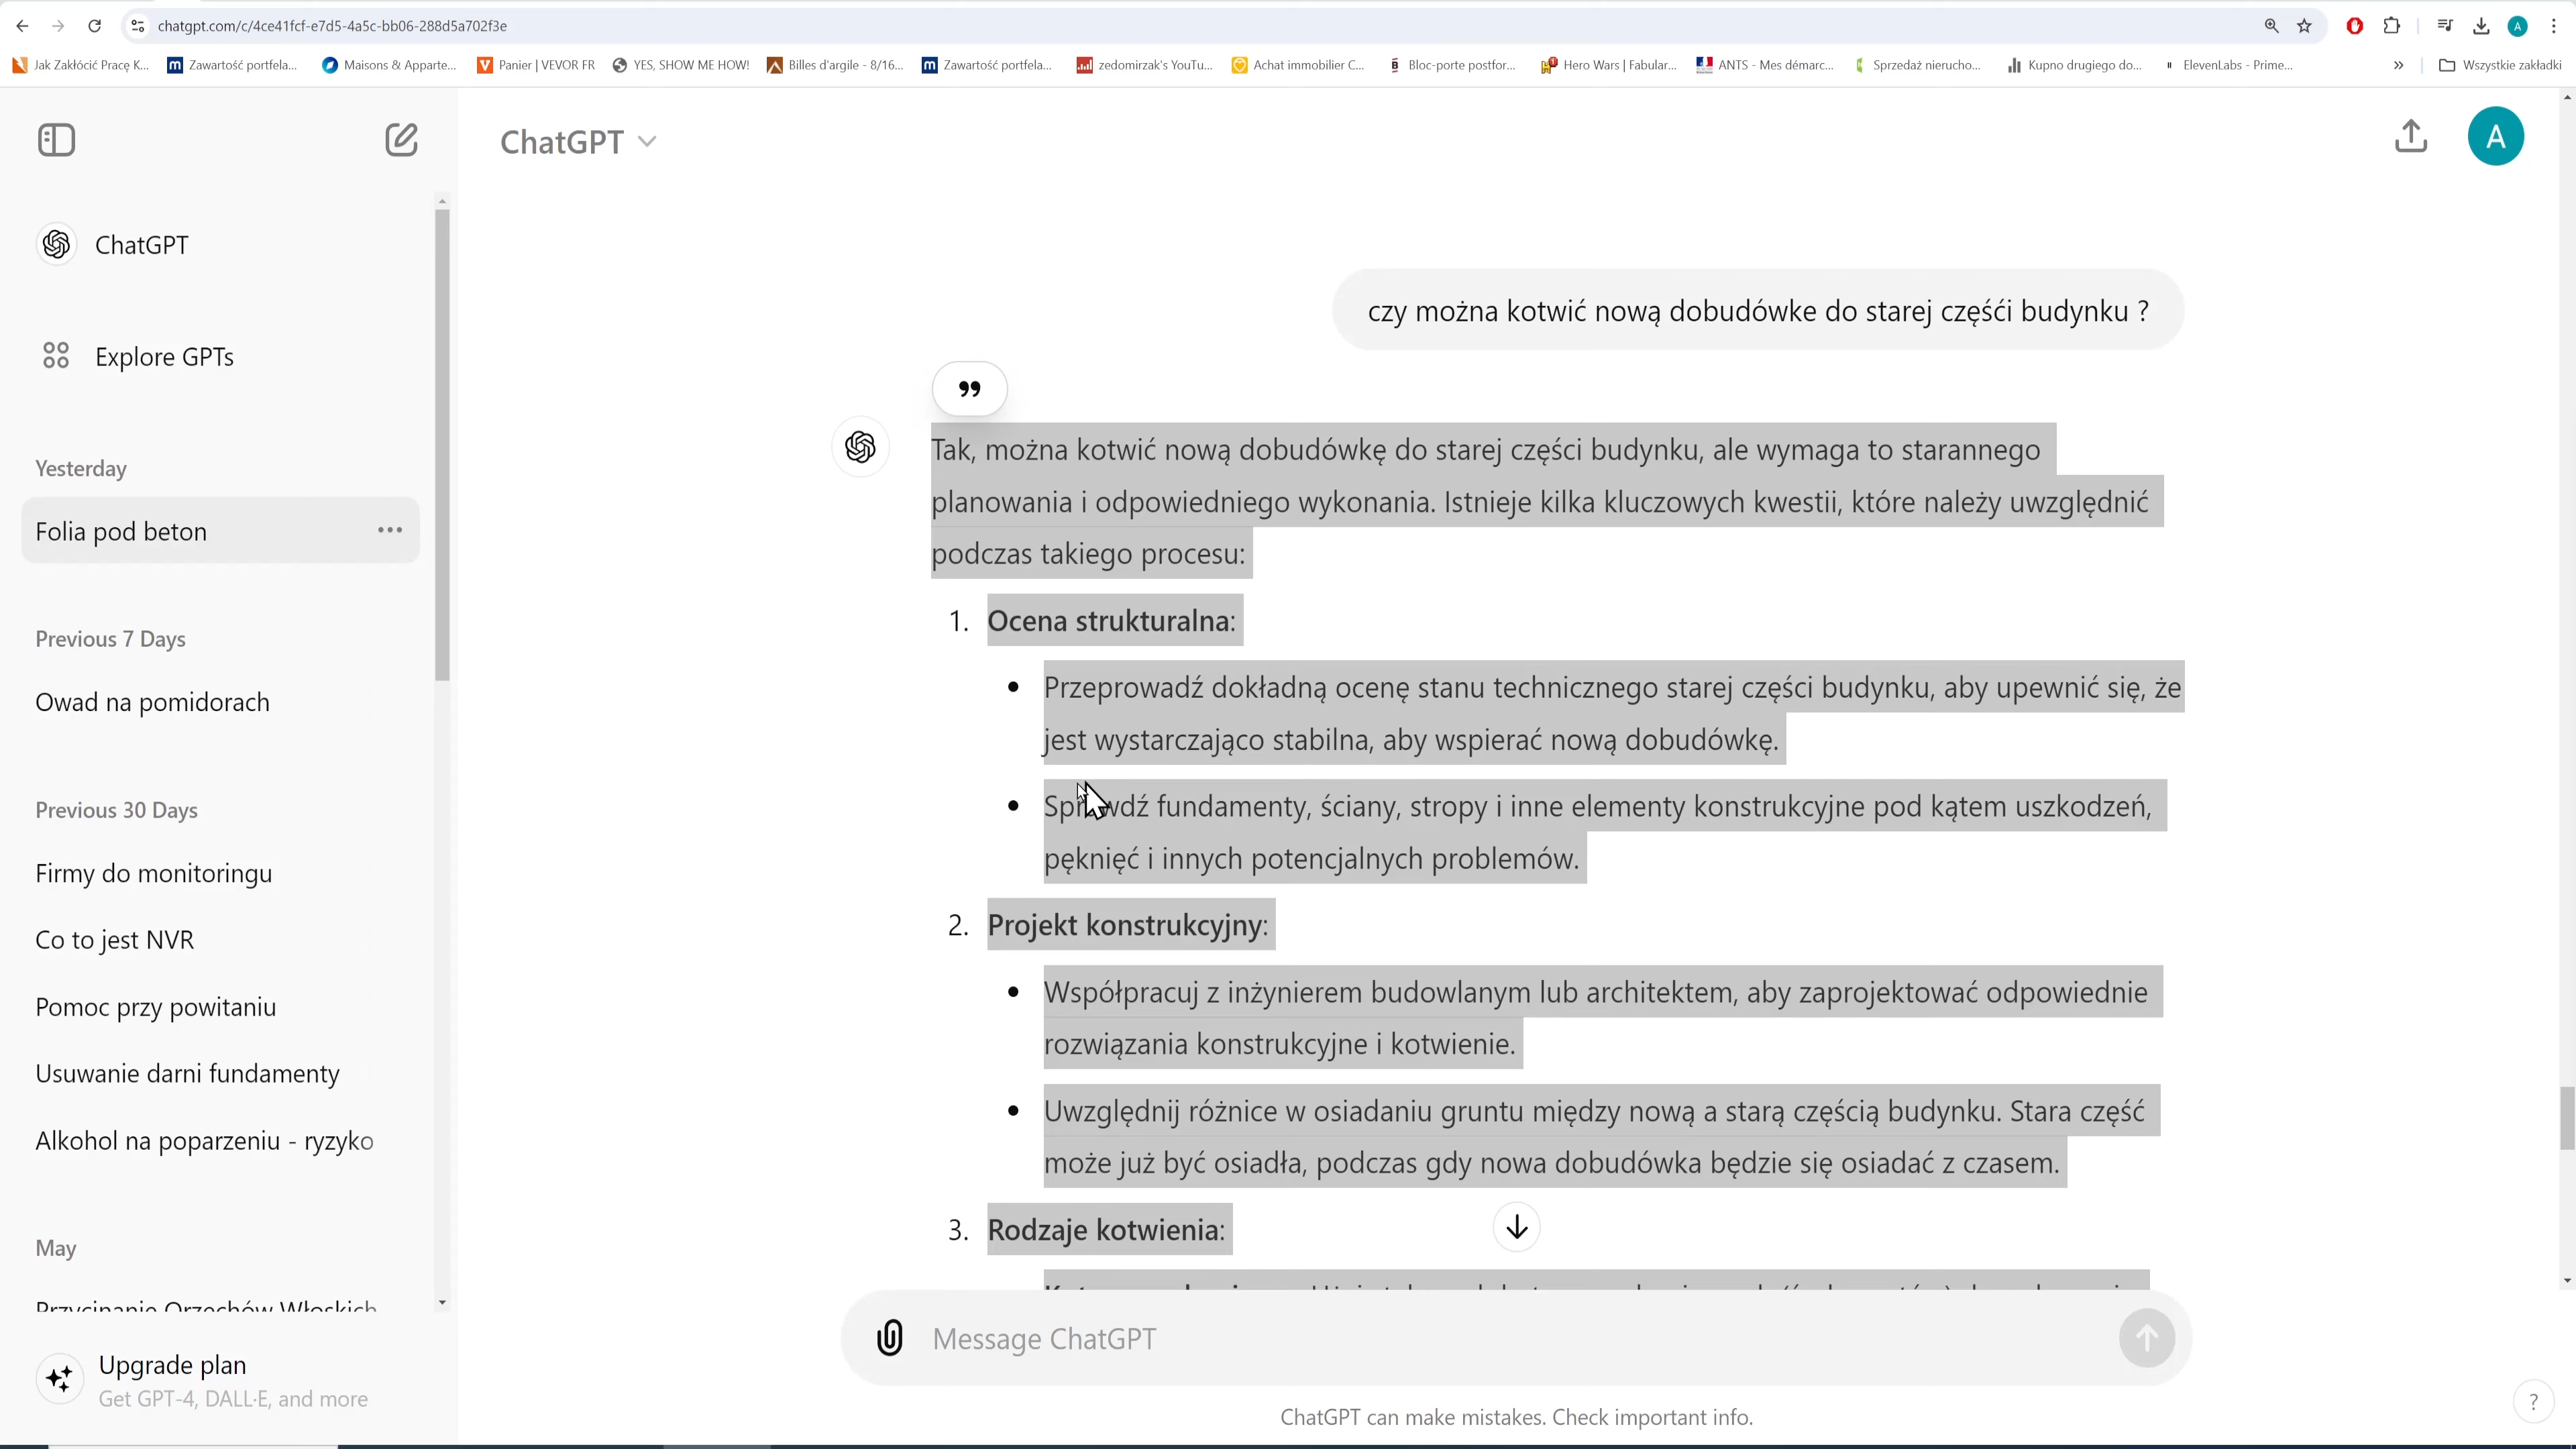 chatgpt.com/c/4ce41fcf-e7d5-4a5c-bb06-288d5a702f3e
A
Jak Zakłócić Pracę K...
Zawartość portfela...
Maisons & Apparte...
Panier | VEVOR FR
YES, SHOW ME HOW!
Billes d'argile - 8/16...
Zawartość portfela...
zedomirzak's YouTu...
Achat immobilier C...
Bloc-porte postfor...
Hero Wars | Fabular...
ANTS - Mes démarc...
Sprzedaż nierucho...
Kupno drugiego do...
ElevenLabs - Prime...
Wszystkie zakładki
ChatGPT
A
ChatGPT
Explore GPTs
Yesterday
Folia pod beton
Previous 7 Days
Owad na pomidorach
Previous 30 Days
Firmy do monitoringu
Co to jest NVR
Pomoc przy powitaniu
Usuwanie darni fundamenty
Alkohol na poparzeniu - ryzyko
May
Przycinanie Orzechów Włoskich
Upgrade plan
Get GPT-4, DALL·E, and more
czy można kotwić nową dobudówke do starej częśći budynku ?
Tak, można kotwić nową dobudówkę do starej części budynku, ale wymaga to starannego
planowania i odpowiedniego wykonania. Istnieje kilka kluczowych kwestii, które należy uwzględnić
podczas takiego procesu:
1. Ocena strukturalna:
• Przeprowadź dokładną ocenę stanu technicznego starej części budynku, aby upewnić się, że
jest wystarczająco stabilna, aby wspierać nową dobudówkę.
• Sprawdź fundamenty, ściany, stropy i inne elementy konstrukcyjne pod kątem uszkodzeń,
pęknięć i innych potencjalnych problemów.
2. Projekt konstrukcyjny:
• Współpracuj z inżynierem budowlanym lub architektem, aby zaprojektować odpowiednie
rozwiązania konstrukcyjne i kotwienie.
• Uwzględnij różnice w osiadaniu gruntu między nową a starą częścią budynku. Stara część
może już być osiadła, podczas gdy nowa dobudówka będzie się osiadać z czasem.
3. Rodzaje kotwienia:
Message ChatGPT
ChatGPT can make mistakes. Check important info.
?